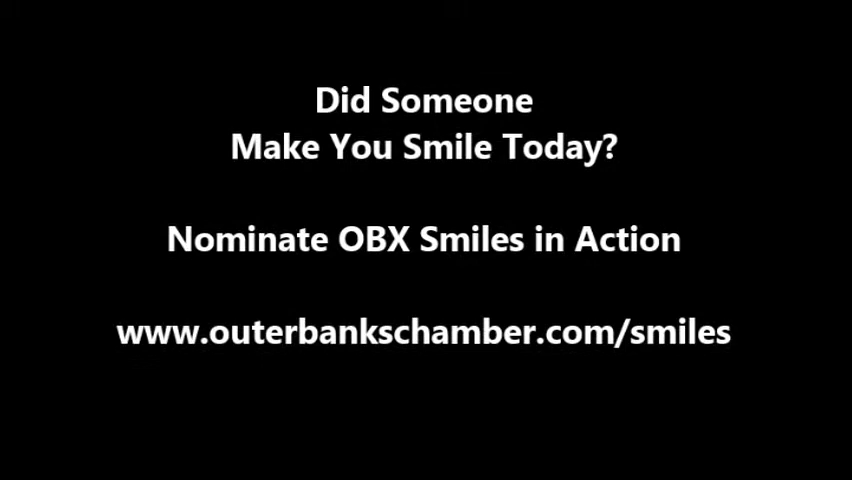 Did Someone
Make You Smile Today?
Nominate OBX Smiles in Action
www.outerbankschamber.com/smiles